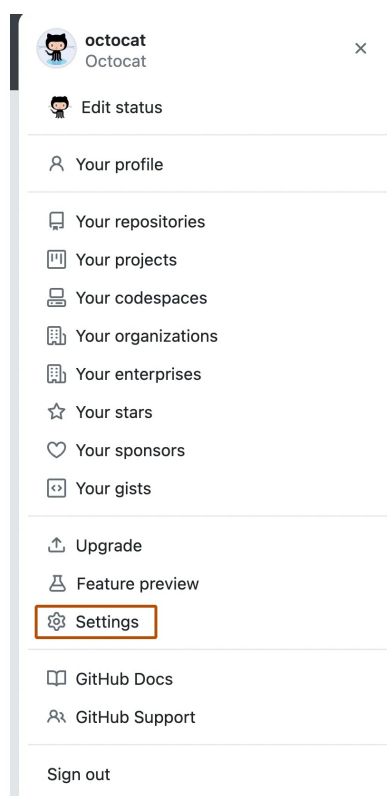 octocat
Octocat
Edit status
Your profile
Your repositories
Your projects
Your codespaces
Your organizations
Your enterprises
Your stars
Your sponsors
Your gists
Upgrade
Feature preview
Settings
GitHub Docs
GitHub Support
Sign out